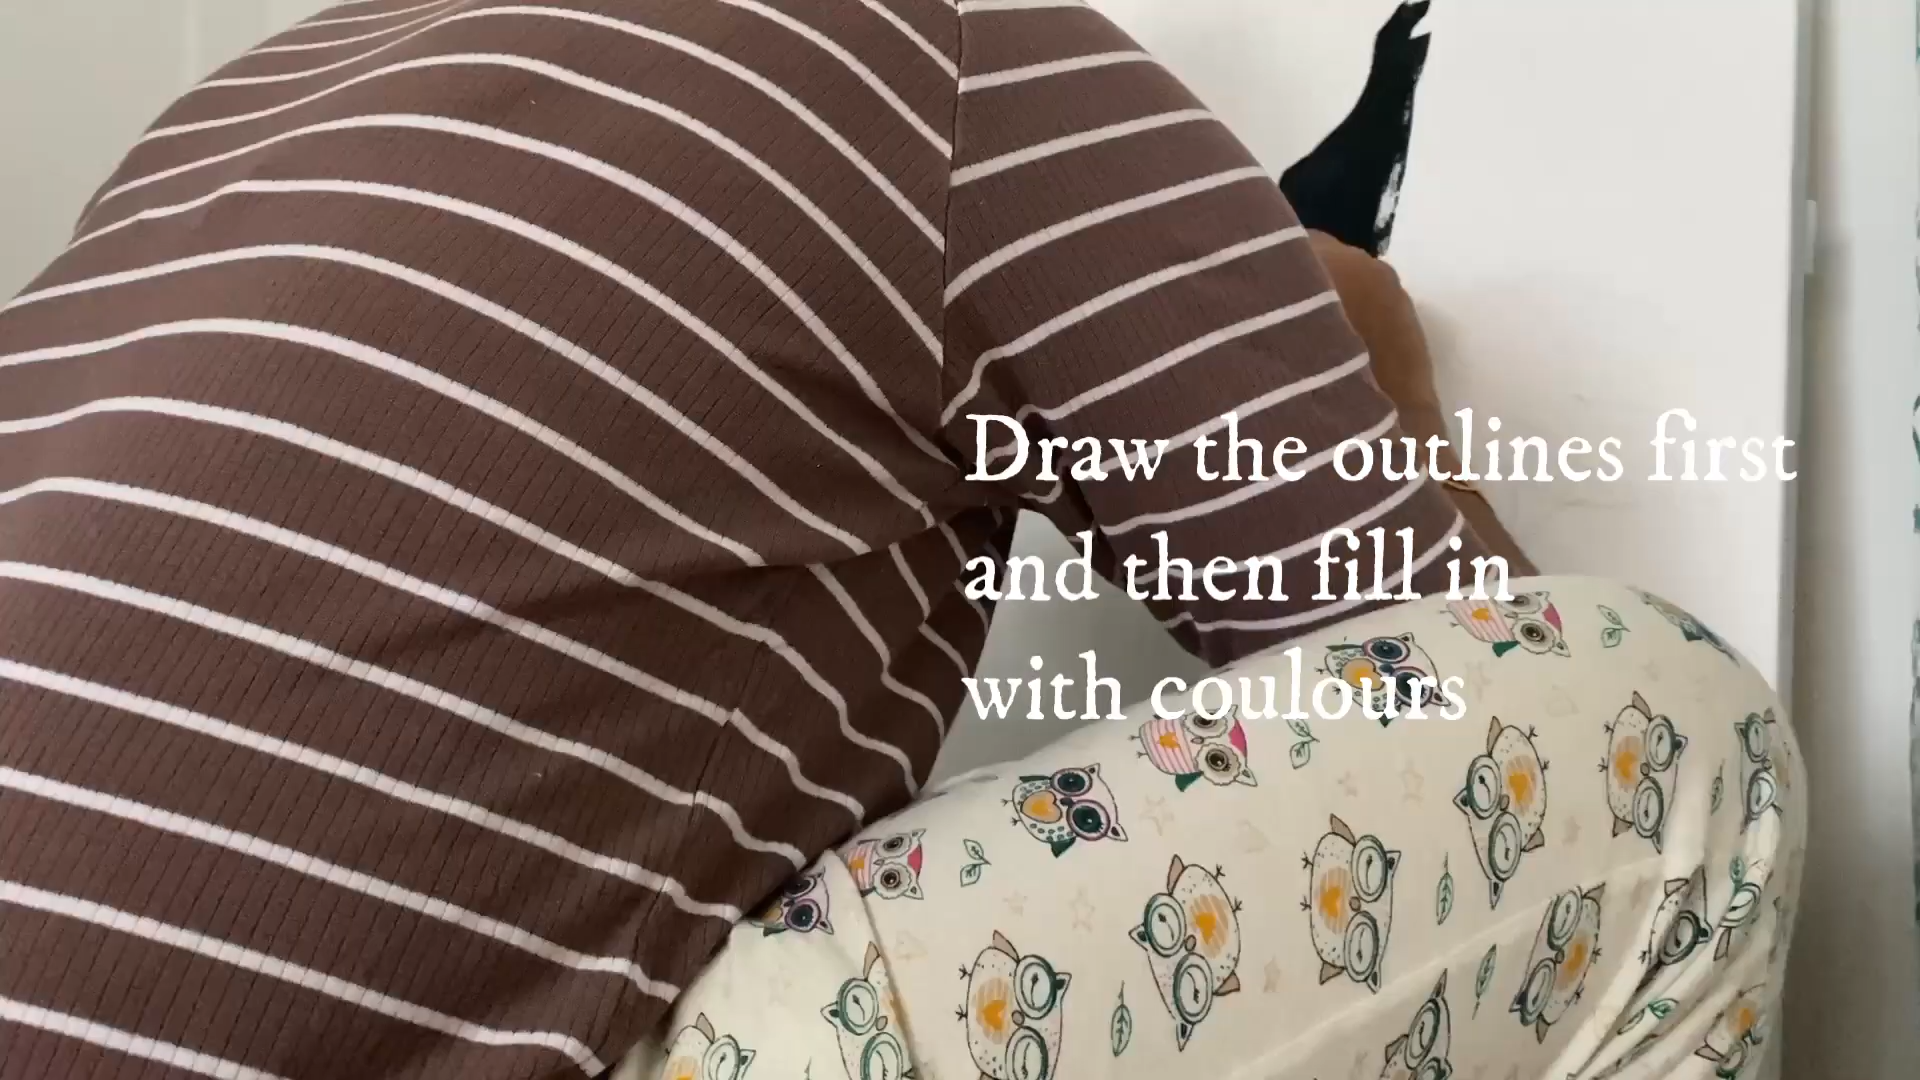 Draw the outlines first
and then fill in
with coulours